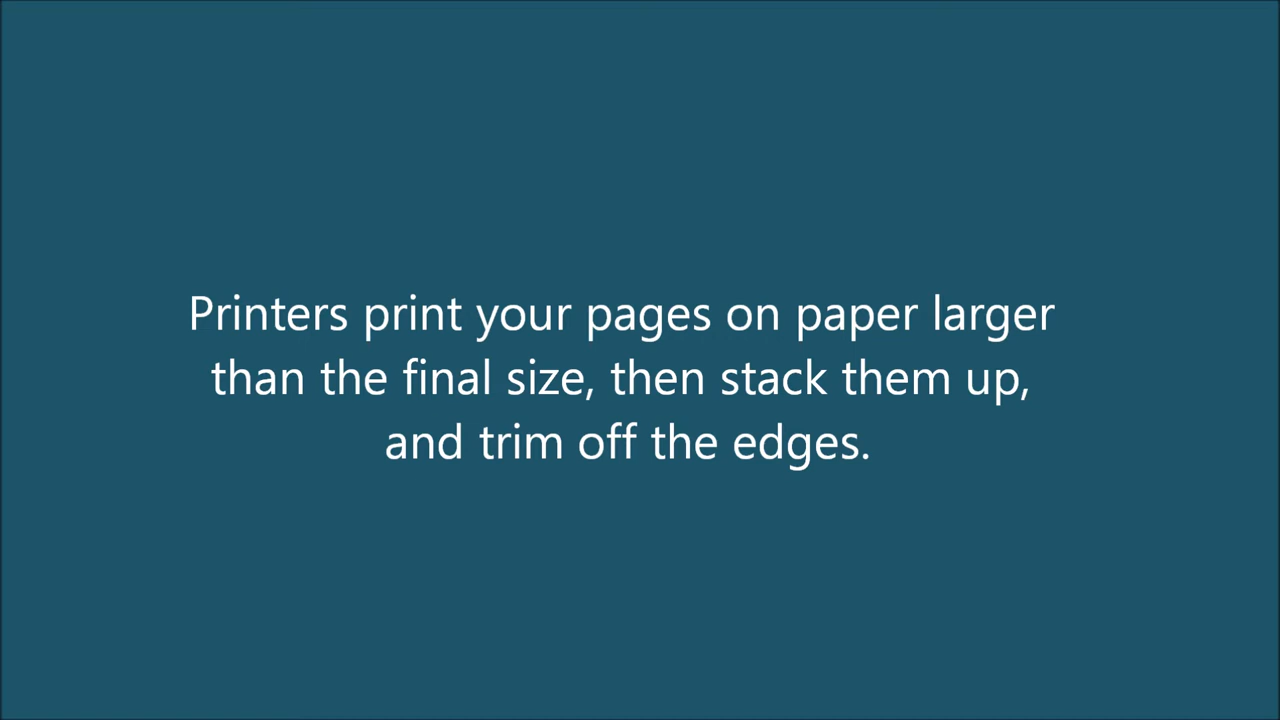 Printers print your pages on paper larger
than the final size, then stack them up,
and trim off the edges.